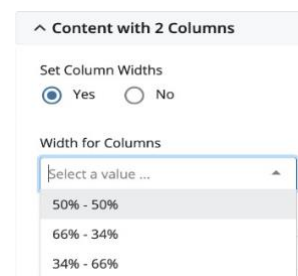 Content with 2 Columns
Set Column Widths
Yes No
Width for Columns
Select a value ...
50% - 50%
66% - 34%
34% - 66%